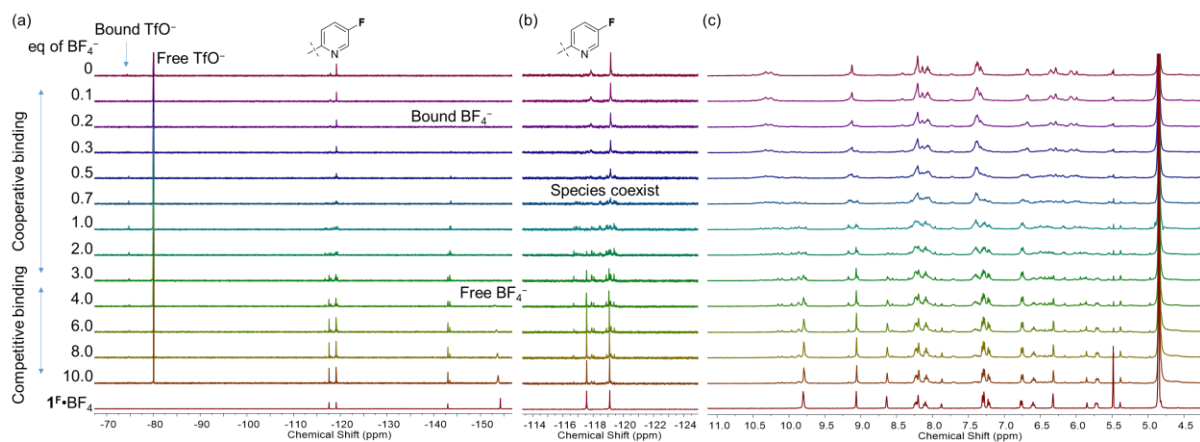 (a)
Bound TfO⁻
eq of BF₄⁻
Free TfO⁻
F
N
(b)
F
N
(c)
0
0.1
0.2
Bound BF₄⁻
0.3
0.5
Species coexist
0.7
1.0
2.0
3.0
Free BF₄⁻
4.0
6.0
8.0
10.0
1ᶠ•BF₄
Cooperative binding
Competitive binding
-70 -80 -90 -100 -110 -120 -130 -140 -150
Chemical Shift (ppm)
-114 -116 -118 -120 -122 -124
Chemical Shift (ppm)
11.0 10.5 10.0 9.5 9.0 8.5 8.0 7.5 7.0 6.5 6.0 5.5 5.0 4.5
Chemical Shift (ppm)